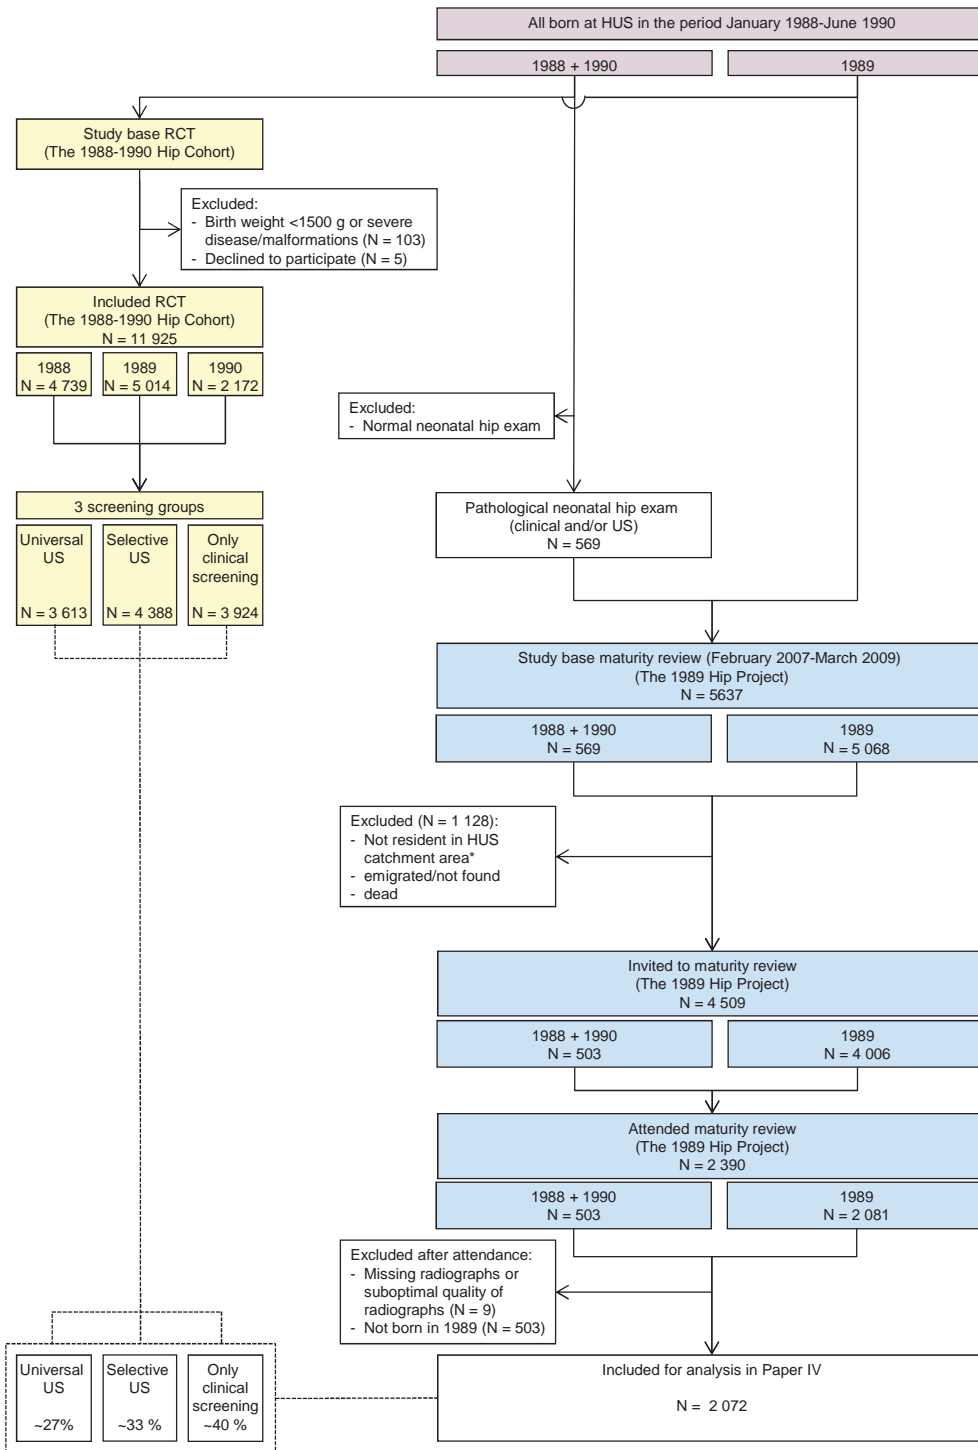 All born at HUS in the period January 1988-June 1990
1988 + 1990
1989
Study base RCT
(The 1988-1990 Hip Cohort)
Excluded:
- Birth weight <1500 g or severe
disease/malformations (N = 103)
- Declined to participate (N = 5)
Included RCT
(The 1988-1990 Hip Cohort)
N = 11 925
1988
N = 4 739
1989
N = 5 014
1990
N = 2 172
Excluded:
- Normal neonatal hip exam
3 screening groups
Universal
US
N = 3 613
Selective
US
N = 4 388
Only
clinical
screening
N = 3 924
Pathological neonatal hip exam
(clinical and/or US)
N = 569
Study base maturity review (February 2007-March 2009)
(The 1989 Hip Project)
N = 5637
1988 + 1990
N = 569
1989
N = 5 068
Excluded (N = 1 128):
- Not resident in HUS
catchment area*
- emigrated/not found
- dead
Invited to maturity review
(The 1989 Hip Project)
N = 4 509
1988 + 1990
N = 503
1989
N = 4 006
Attended maturity review
(The 1989 Hip Project)
N = 2 390
1988 + 1990
N = 503
1989
N = 2 081
Excluded after attendance:
- Missing radiographs or
suboptimal quality of
radiographs (N = 9)
- Not born in 1989 (N = 503)
Universal
US
~27%
Selective
US
~33 %
Only
clinical
screening
~40 %
Included for analysis in Paper IV
N = 2 072